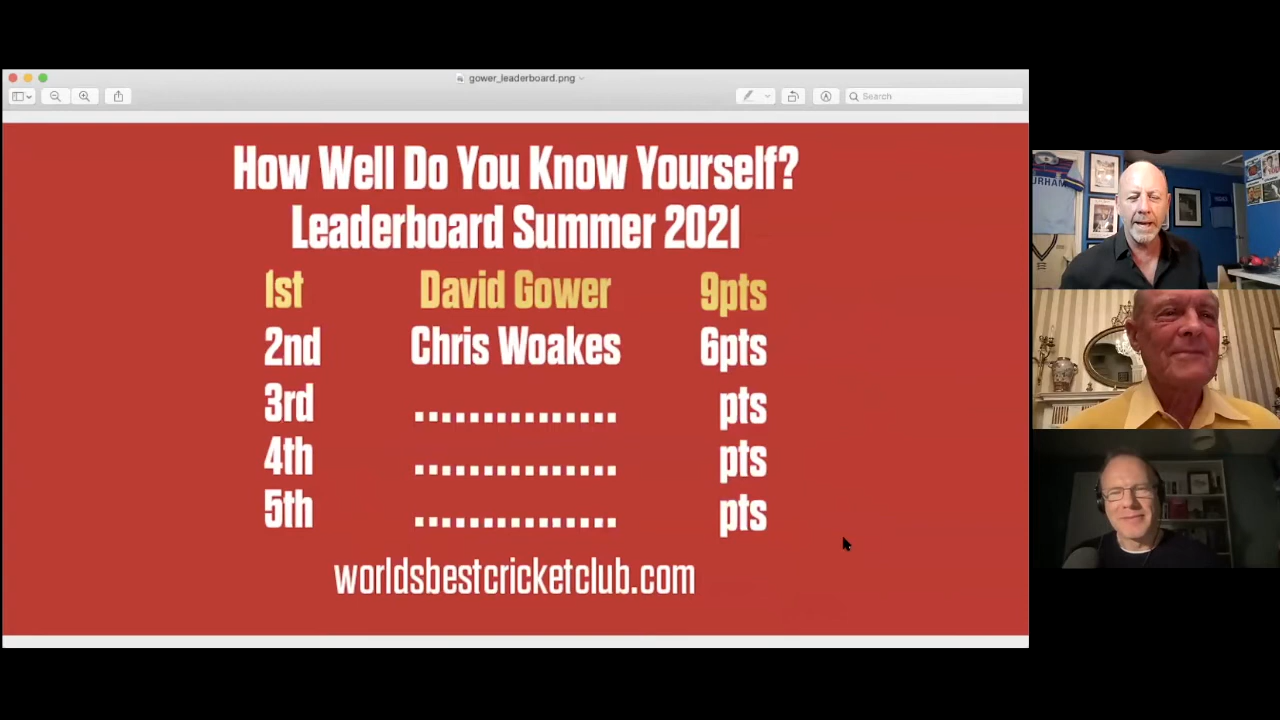 gower_leaderboard.png
Search
How Well Do You Know Yourself?
Leaderboard Summer 2021
1st David Gower 9pts
2nd Chris Woakes 6pts
3rd ............... pts
4th ............... pts
5th ............... pts
worldsbestcricketclub.com